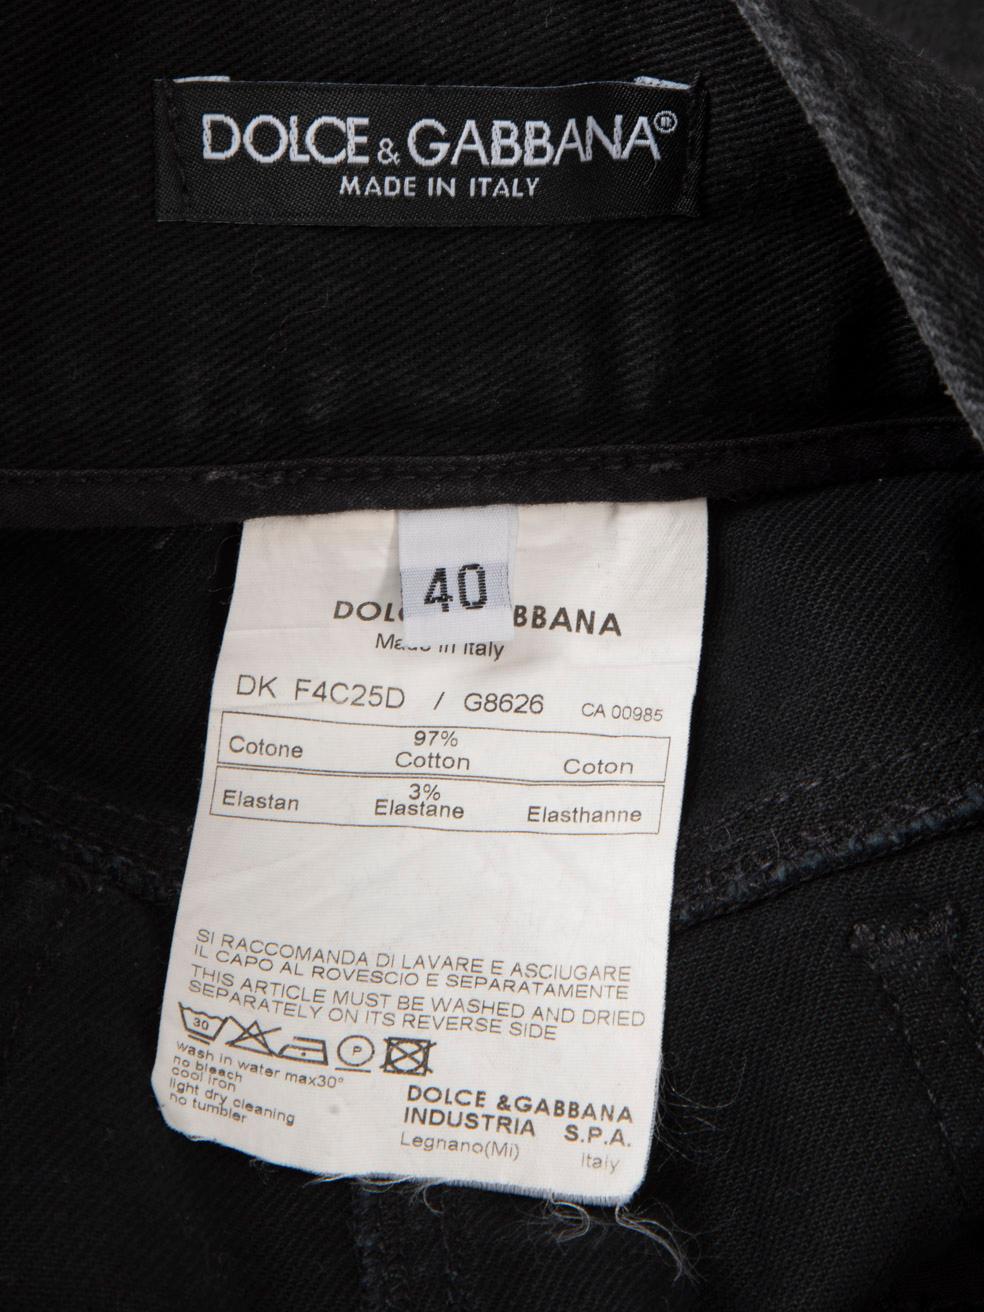 DOLCE & GABBANA®
MADE IN ITALY
40
DOLC BBANA
Made in Italy
DK F4C25D / G8626 CA 00985
97%
Cotone Cotton Coton
3%
Elastan Elastane Elasthanne
SI RACCOMANDA DI LAVARE E ASCIUGARE
IL CAPO AL ROVESCIO E SEPARATAMENTE
THIS ARTICLE MUST BE WASHED AND DRIED
SEPARATELY ON ITS REVERSE SIDE
30 P
wash in water max30°
no bleach
cool iron
light dry cleaning
no tumbler
DOLCE &GABBANA
INDUSTRIA S.P.A.
Legnano(Mi) Italy